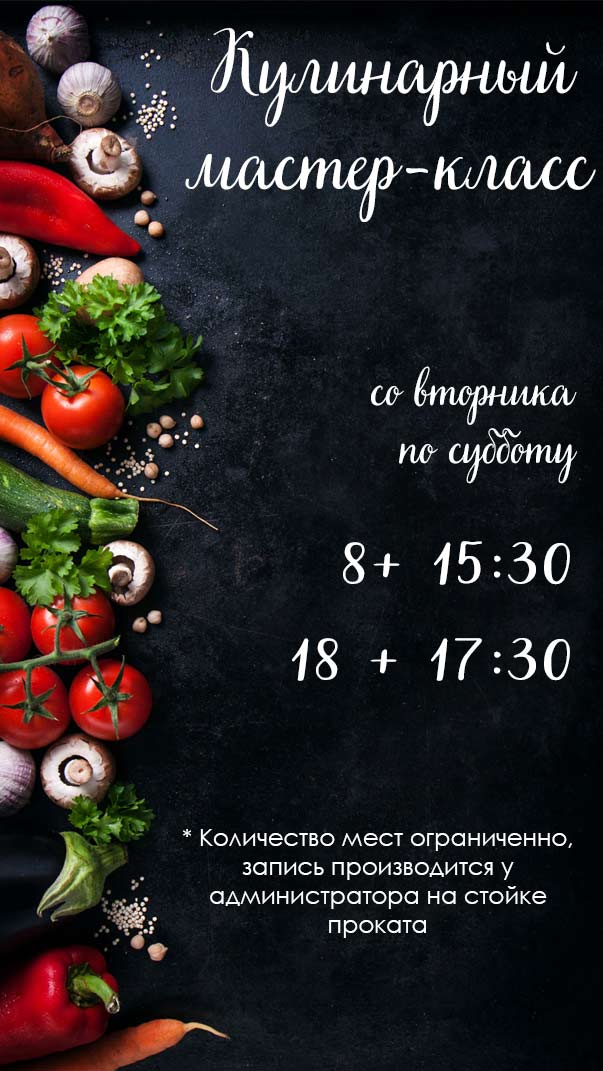 Кулинарный
мастер-класс
со вторника
по субботу
8+ 15:30
18 + 17:30
* Количество мест ограниченно,
запись производится у
администратора на стойке
проката